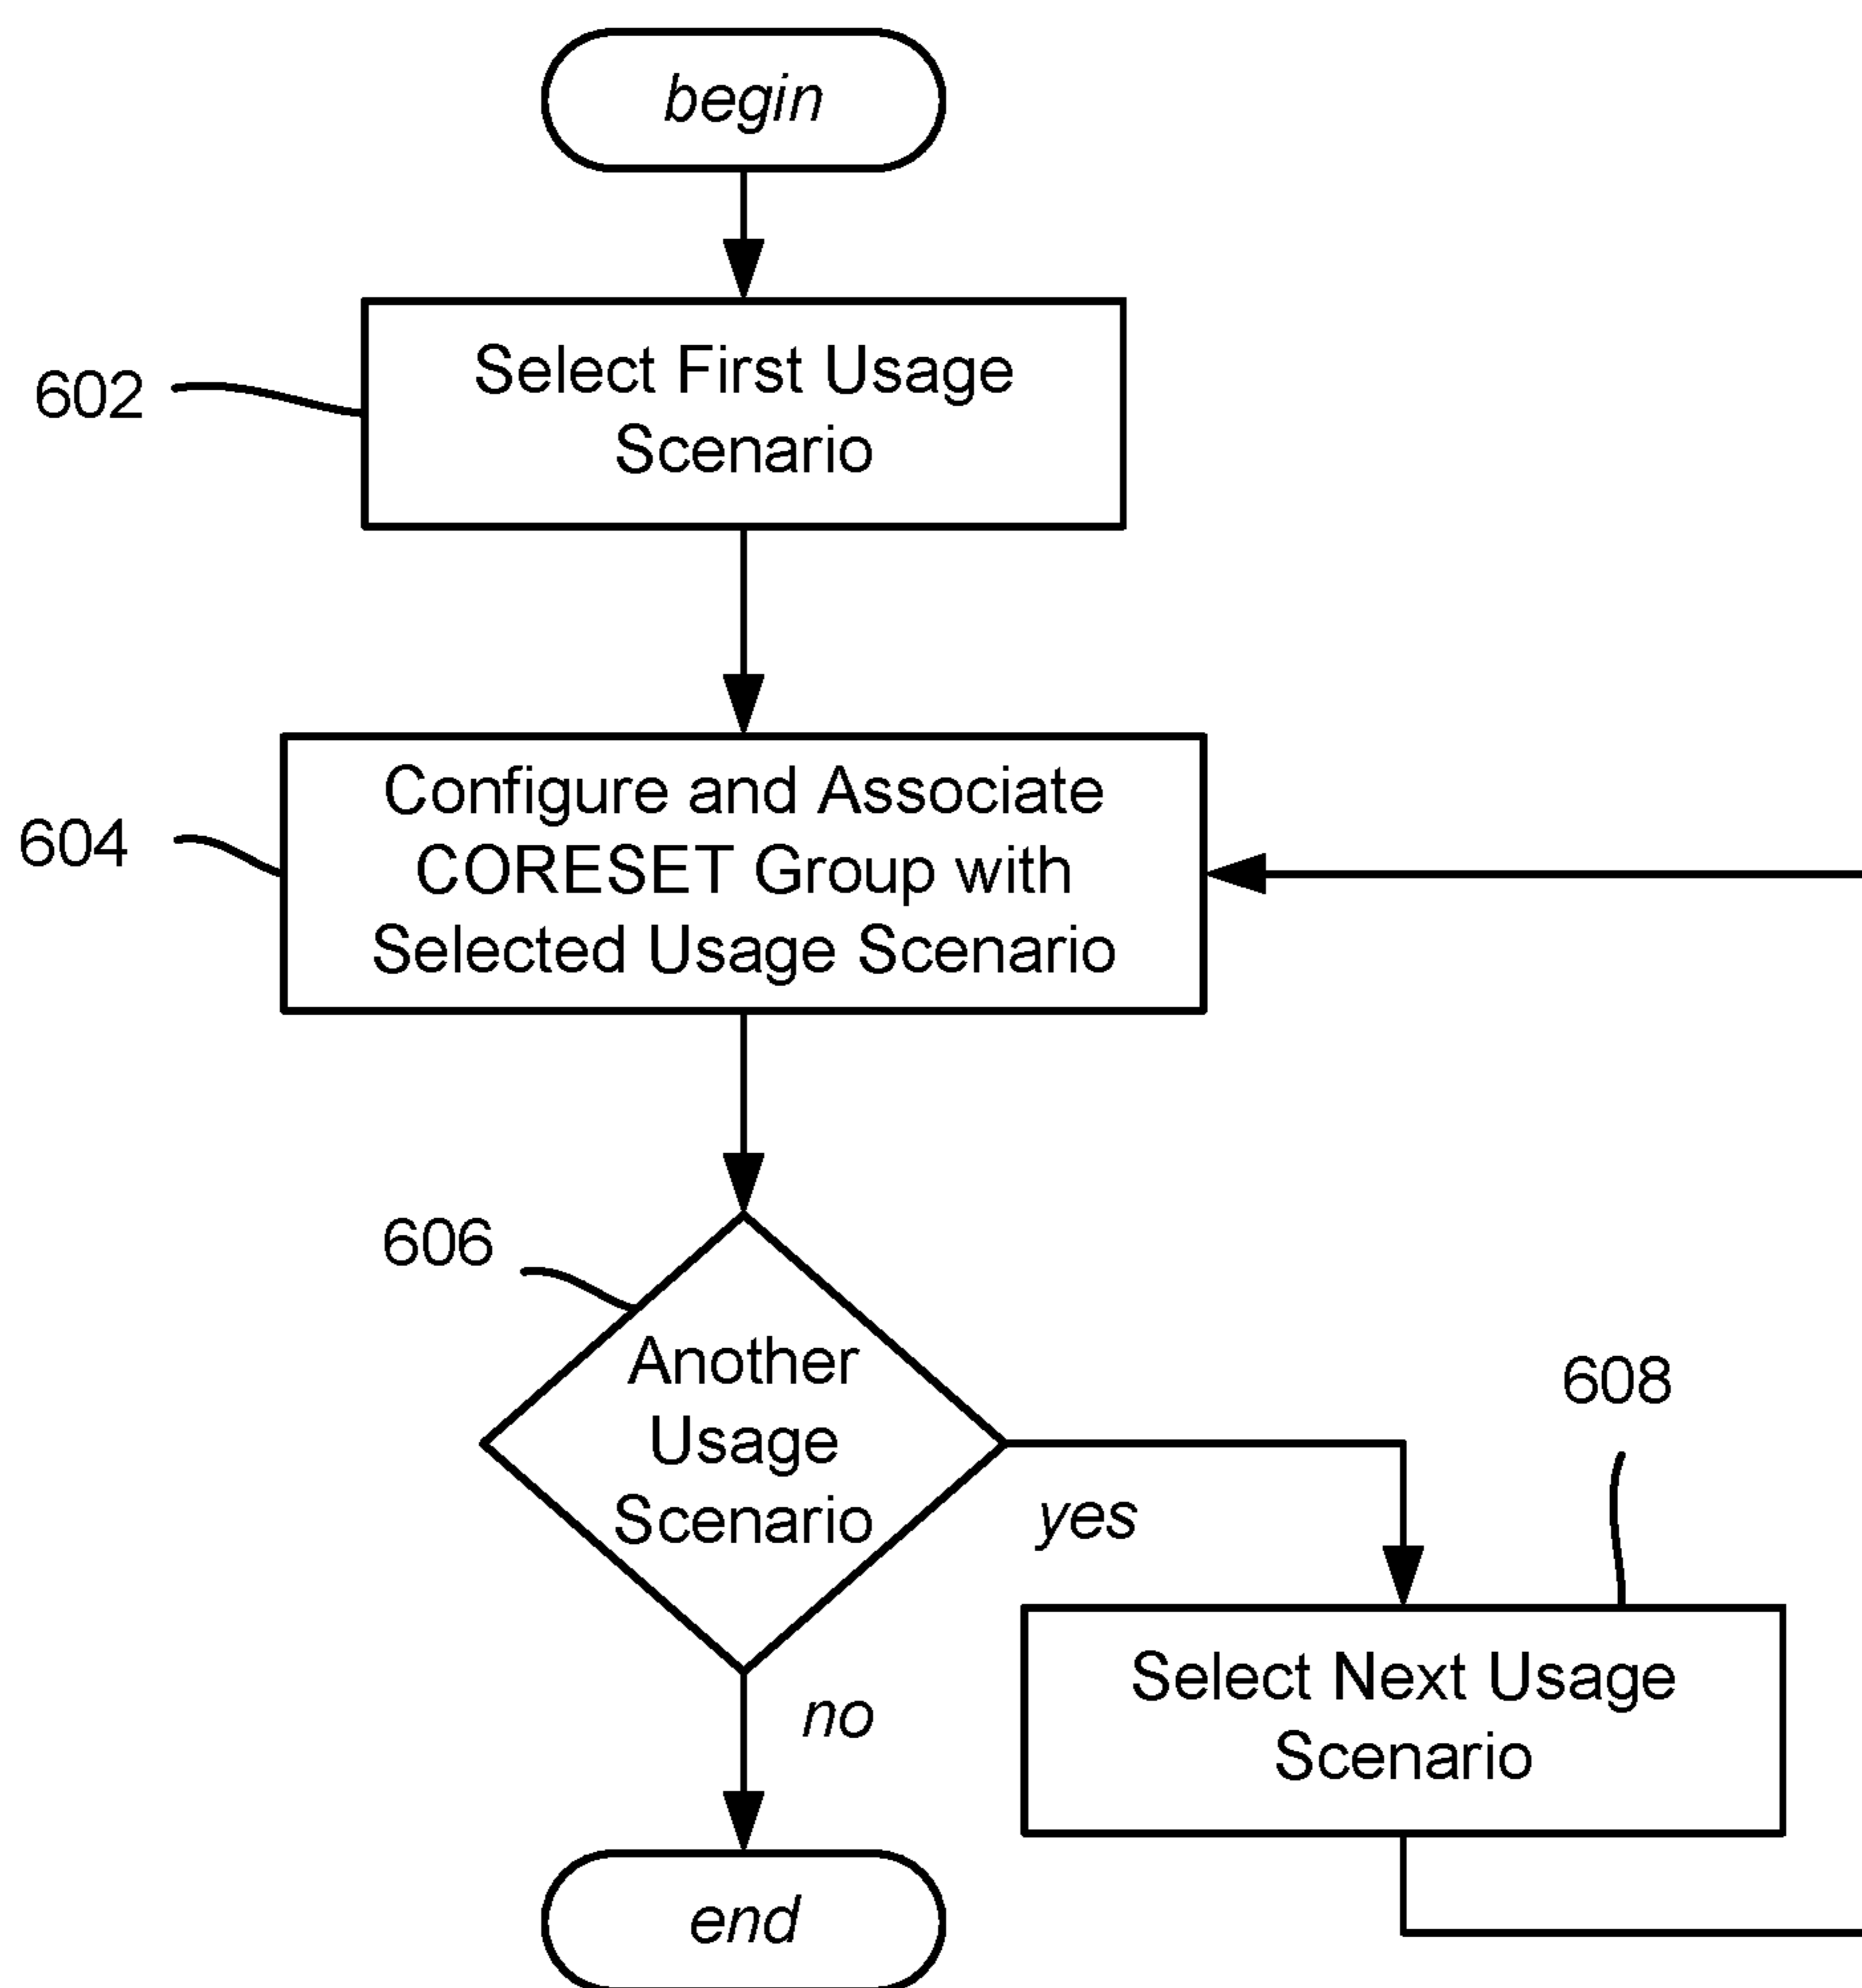 begin
602
Select First Usage
Scenario
604
Configure and Associate
CORESET Group with
Selected Usage Scenario
606
Another
Usage
Scenario
yes
608
Select Next Usage
Scenario
no
end